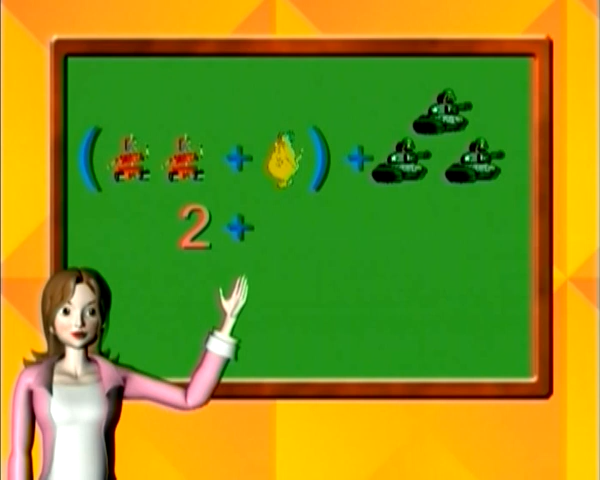 ( + ) +
2 +